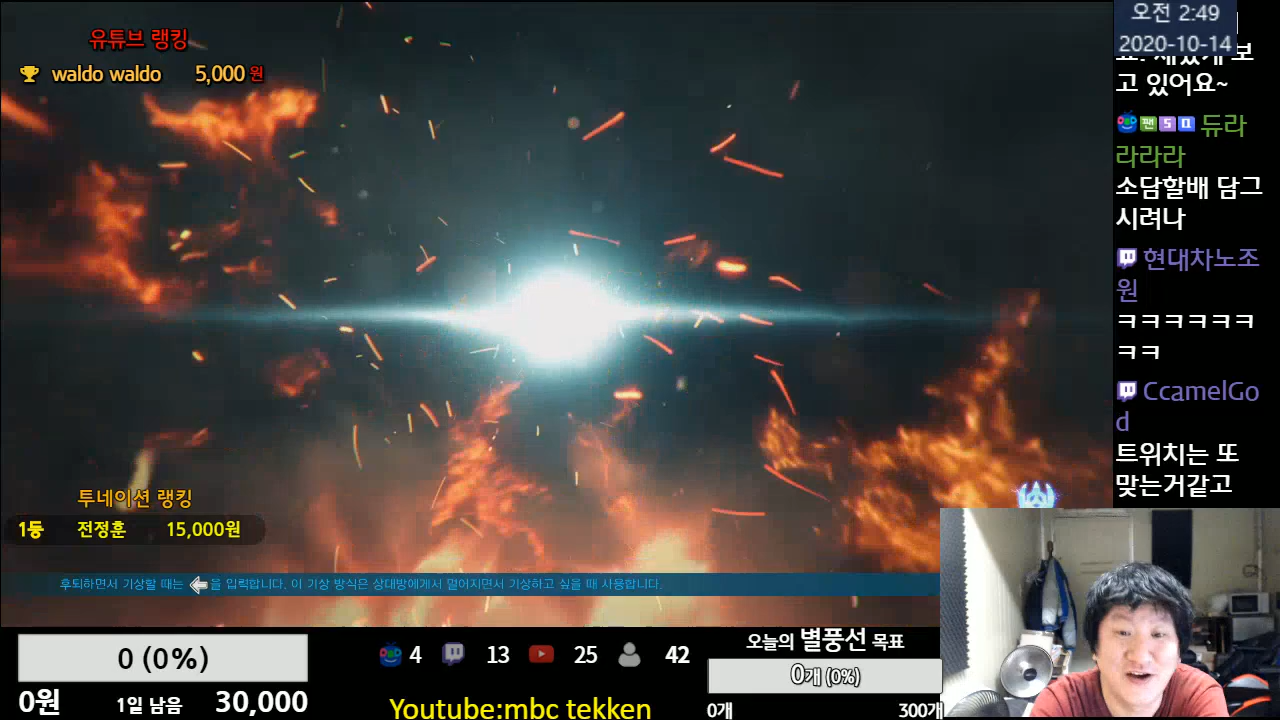 유튜브 랭킹
waldo waldo 5,000 원
투네이션 랭킹
1등 전정훈 15,000원
후퇴하면서 기상할 때는 을 입력합니다. 이 기상 방식은 상대방에게서 멀어지면서 기상하고 싶을 때 사용합니다.
0 (0%)
0원 1일 남음 30,000
4 13 25 42
Youtube:mbc tekken
오늘의 별풍선 목표
0개 (0%)
0개 300개
오전 2:49
2020-10-14
고 있어요~
팬 S Q 듀라
라라라
소담할배 담그
시려나
현대차노조
원
ㅋㅋㅋㅋㅋㅋ
ㅋㅋ
CcamelGo
d
트위치는 또
맞는거같고